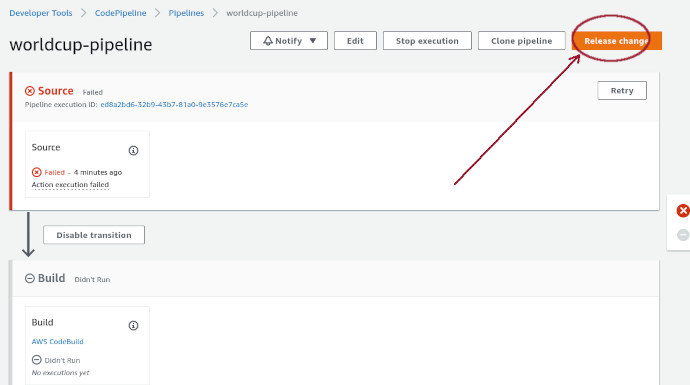 Developer Tools > CodePipeline > Pipelines > worldcup-pipeline
worldcup-pipeline
Notify ▼ Edit Stop execution Clone pipeline Release change
Source Failed
Pipeline execution ID: ed8a2bd6-32b9-43b7-81a0-9e3576e7ca5e
Retry
Source
Failed - 4 minutes ago
Action execution failed
Disable transition
Build Didn't Run
Build
AWS CodeBuild
Didn't Run
No executions yet